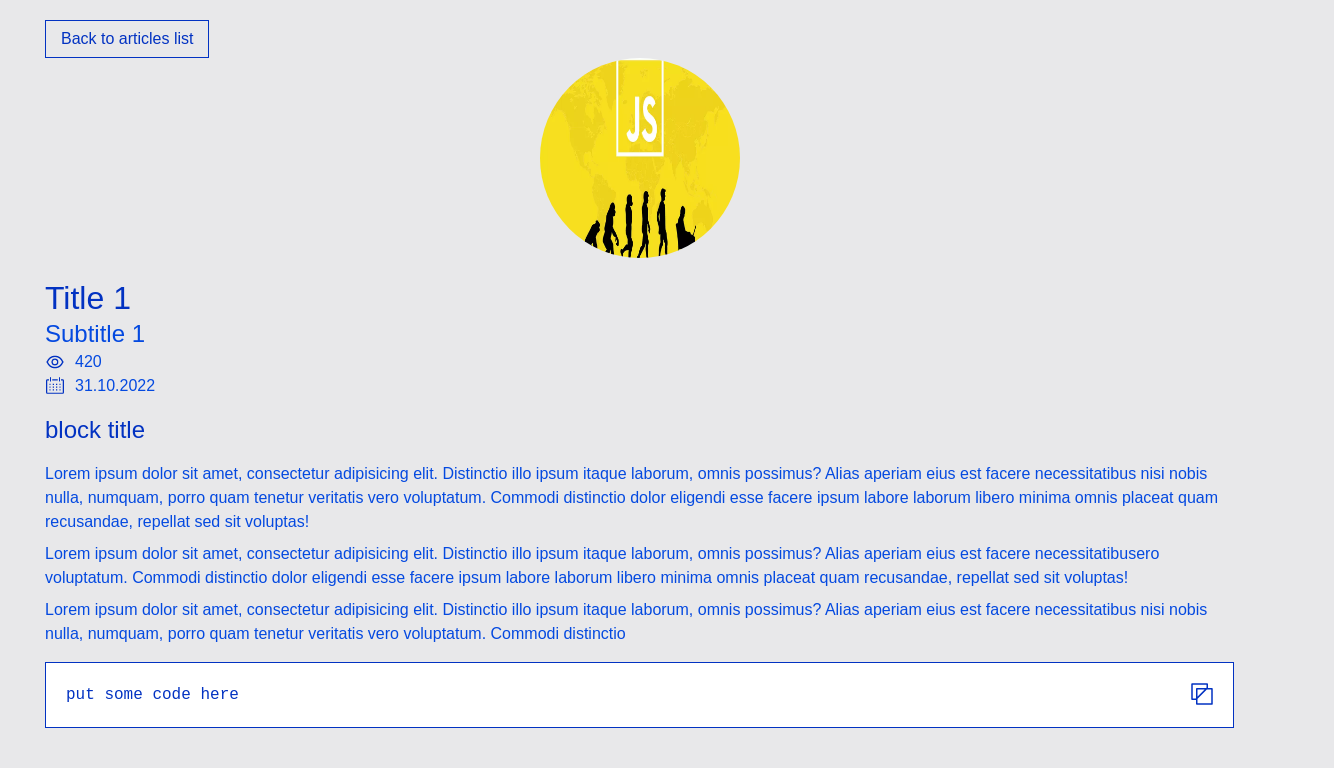 Back to articles list
JS
Title 1
Subtitle 1
420
31.10.2022
block title
Lorem ipsum dolor sit amet, consectetur adipisicing elit. Distinctio illo ipsum itaque laborum, omnis possimus? Alias aperiam eius est facere necessitatibus nisi nobis
nulla, numquam, porro quam tenetur veritatis vero voluptatum. Commodi distinctio dolor eligendi esse facere ipsum labore laborum libero minima omnis placeat quam
recusandae, repellat sed sit voluptas!
Lorem ipsum dolor sit amet, consectetur adipisicing elit. Distinctio illo ipsum itaque laborum, omnis possimus? Alias aperiam eius est facere necessitatibusero
voluptatum. Commodi distinctio dolor eligendi esse facere ipsum labore laborum libero minima omnis placeat quam recusandae, repellat sed sit voluptas!
Lorem ipsum dolor sit amet, consectetur adipisicing elit. Distinctio illo ipsum itaque laborum, omnis possimus? Alias aperiam eius est facere necessitatibus nisi nobis
nulla, numquam, porro quam tenetur veritatis vero voluptatum. Commodi distinctio
put some code here